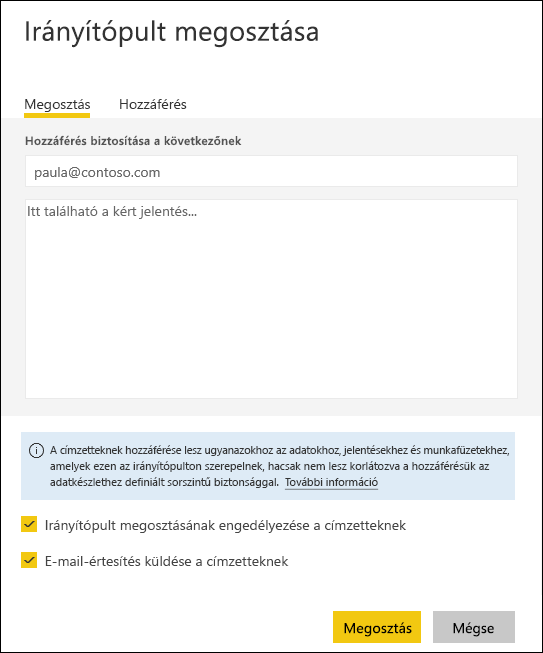 Irányítópult megosztása
Megosztás Hozzáférés
Hozzáférés biztosítása a következőnek
paula@contoso.com
Itt található a kért jelentés...
A címzetteknek hozzáférése lesz ugyanazokhoz az adatokhoz, jelentésekhez és munkafüzetekhez,
amelyek ezen az irányítópulton szerepelnek, hacsak nem lesz korlátozva a hozzáférésük az
adatkészlethez definiált sorszintű biztonsággal. További információ
Irányítópult megosztásának engedélyezése a címzetteknek
E-mail-értesítés küldése a címzetteknek
Megosztás Mégse